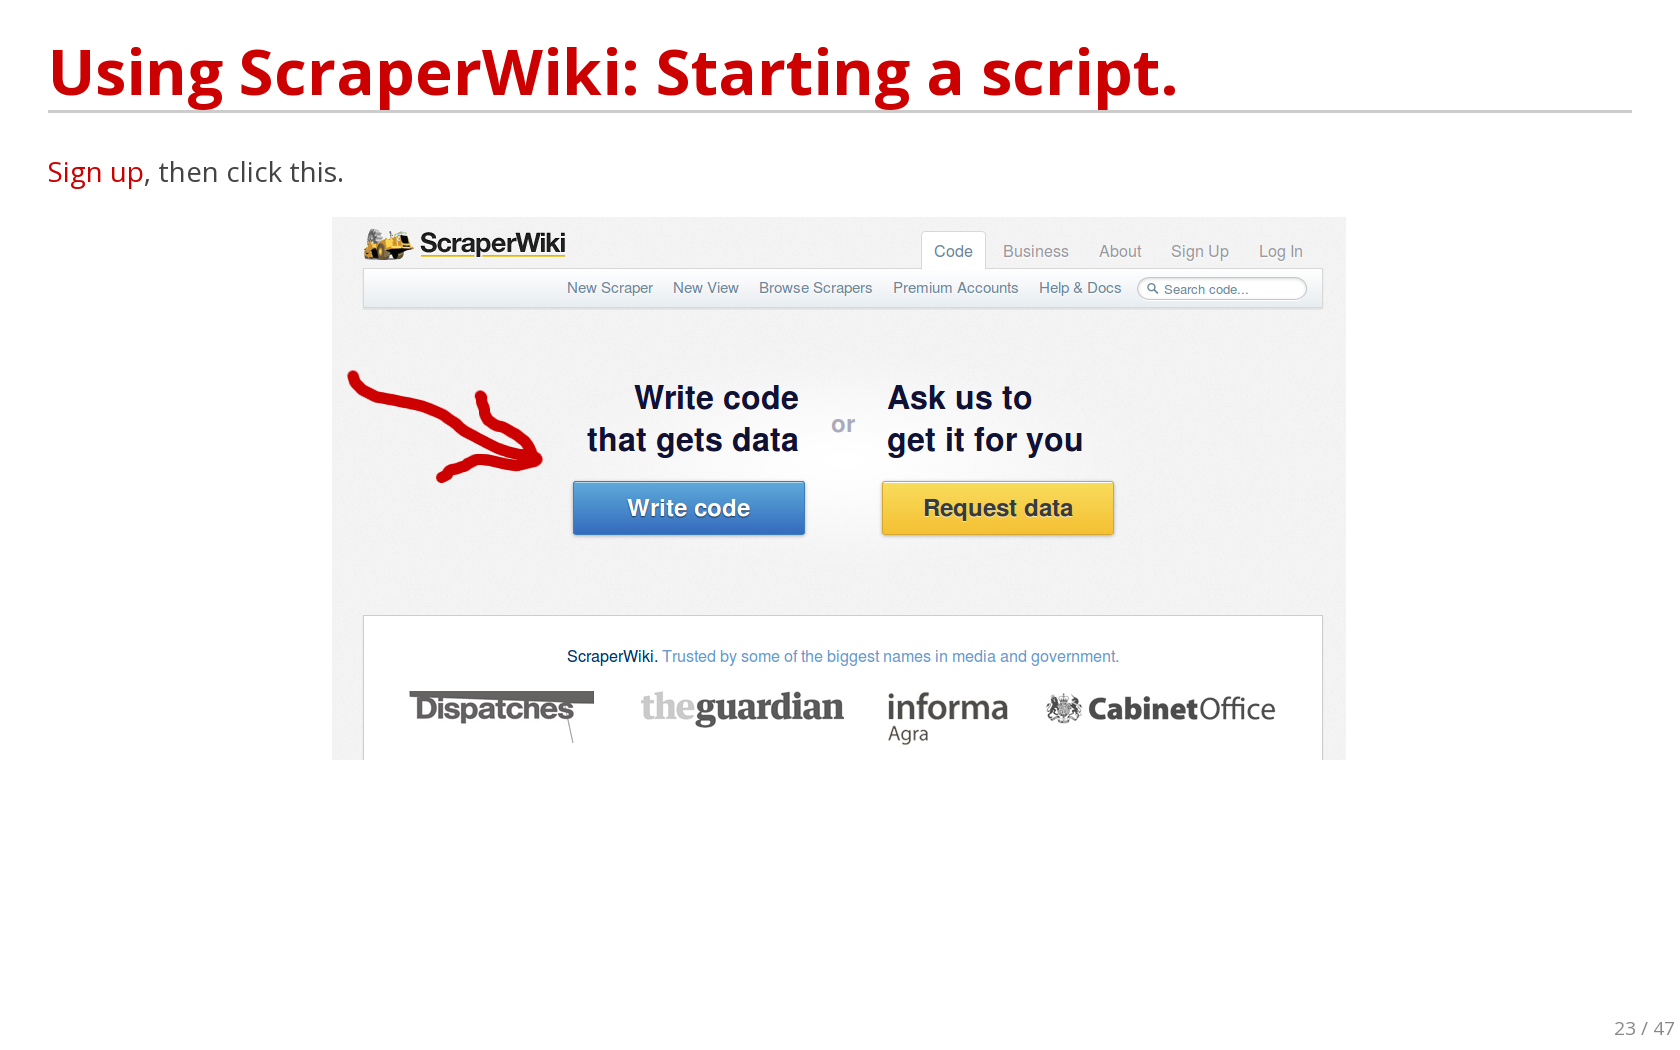 Using ScraperWiki: Starting a script.
Sign up, then click this.
ScraperWiki
Code Business About Sign Up Log In
New Scraper New View Browse Scrapers Premium Accounts Help & Docs Search code...
Write code
that gets data
or
Ask us to
get it for you
Write code
Request data
ScraperWiki. Trusted by some of the biggest names in media and government.
Dispatches theguardian informa CabinetOffice
Agra
23 / 47